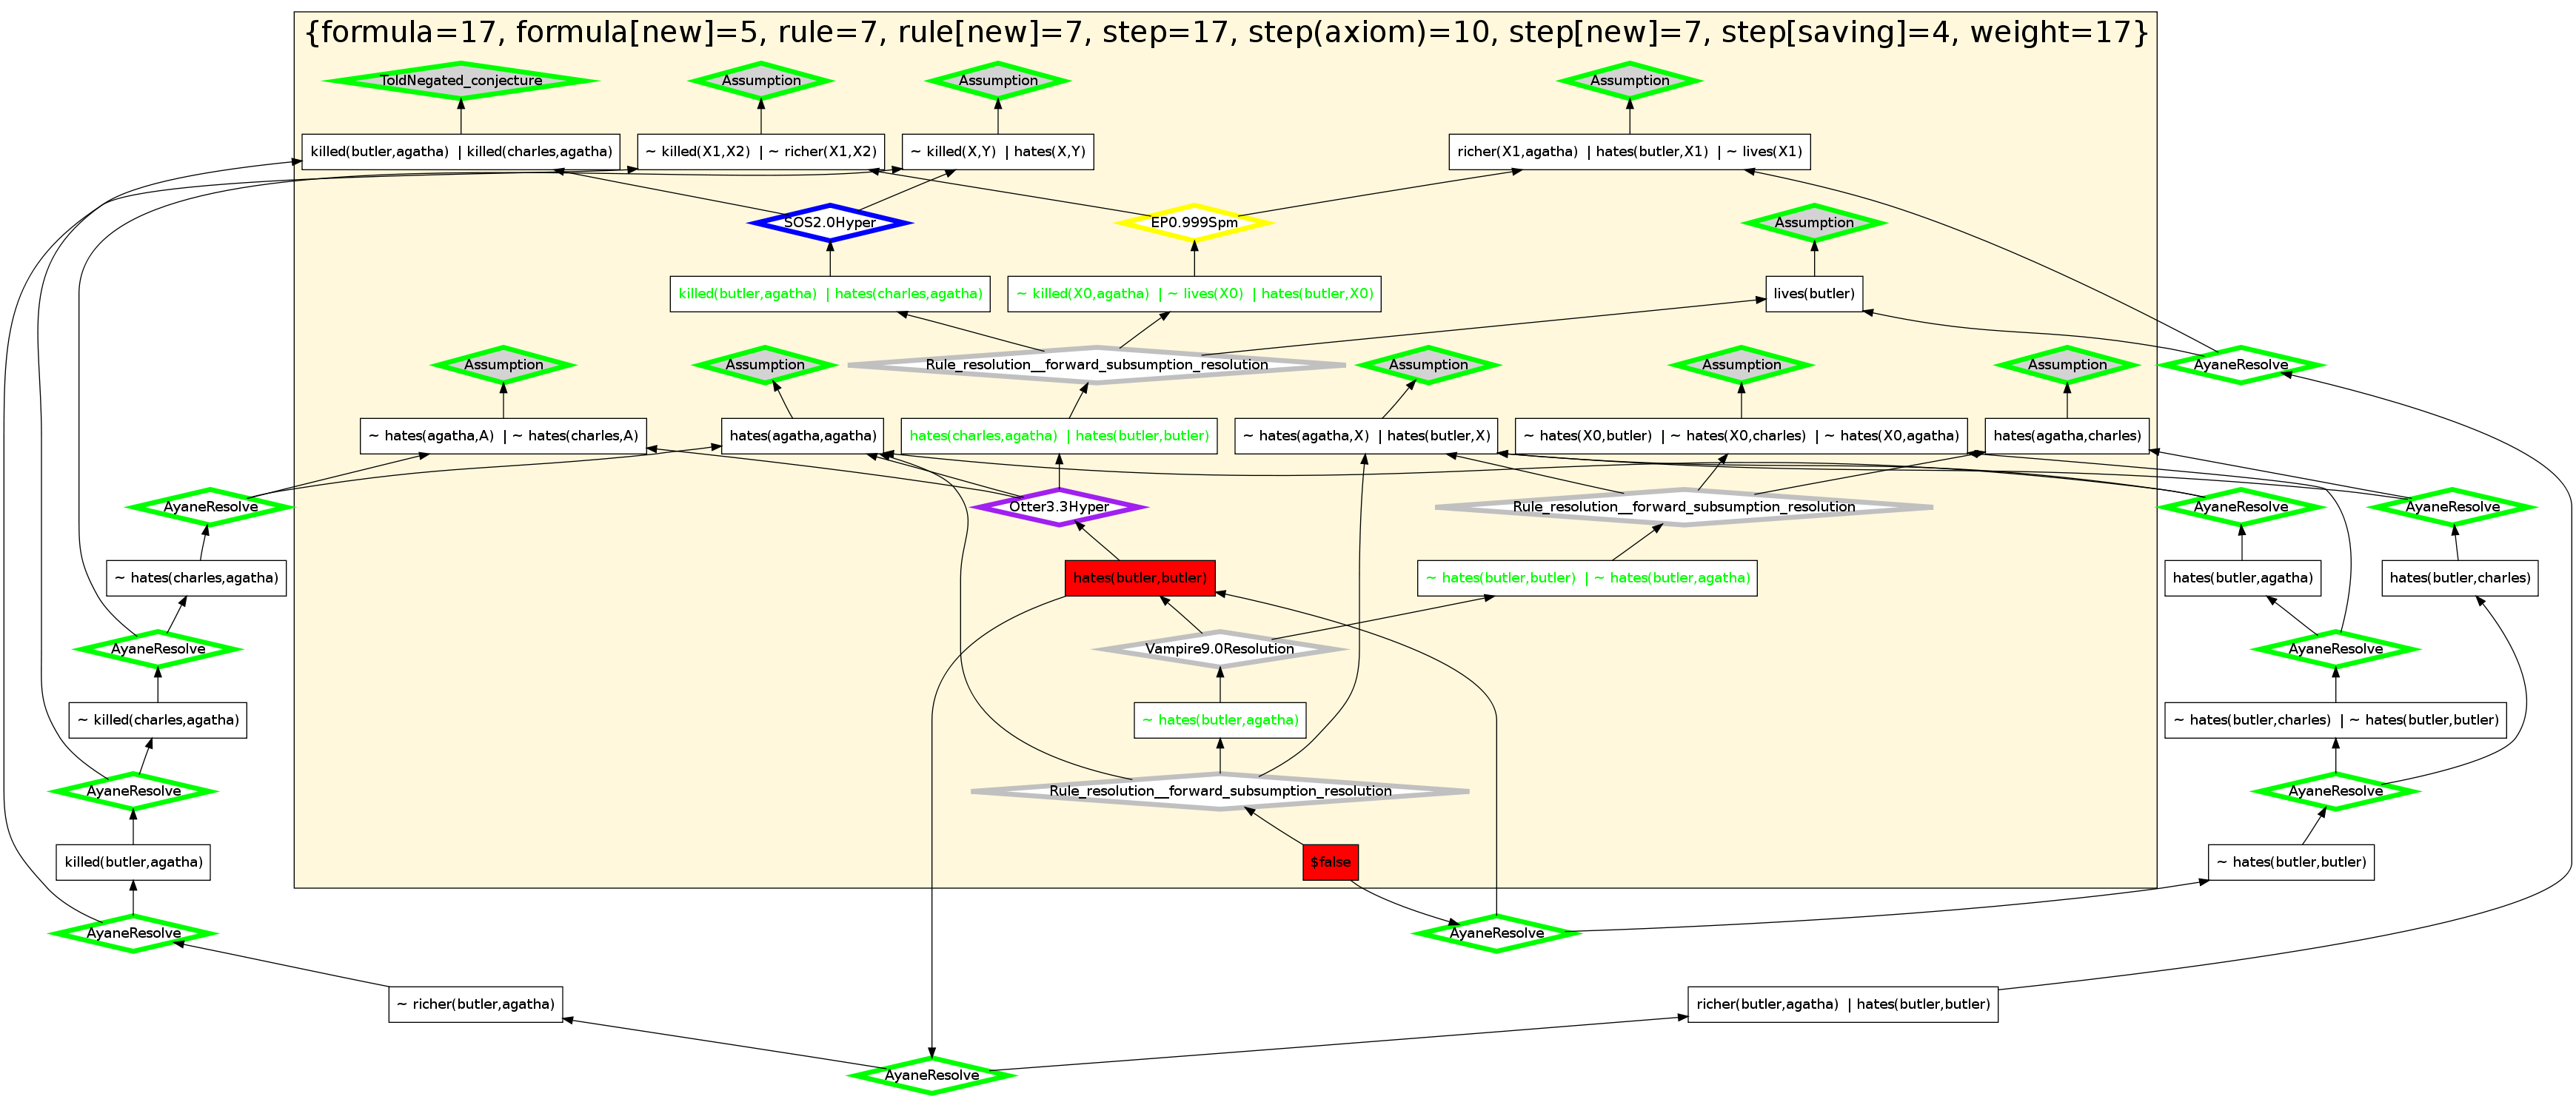 {formula=17, formula[new]=5, rule=7, rule[new]=7, step=17, step(axiom)=10, step[new]=7, step[saving]=4, weight=17}
ToldNegated_conjecture
Assumption
Assumption
Assumption
killed(butler,agatha) | killed(charles,agatha)
~ killed(X1,X2) | ~ richer(X1,X2)
~ killed(X,Y) | hates(X,Y)
richer(X1,agatha) | hates(butler,X1) | ~ lives(X1)
SOS2.0Hyper
EP0.999Spm
Assumption
killed(butler,agatha) | hates(charles,agatha)
~ killed(X0,agatha) | ~ lives(X0) | hates(butler,X0)
lives(butler)
Assumption
Assumption
Rule_resolution__forward_subsumption_resolution
Assumption
Assumption
Assumption
AyaneResolve
~ hates(agatha,A) | ~ hates(charles,A)
hates(agatha,agatha)
hates(charles,agatha) | hates(butler,butler)
~ hates(agatha,X) | hates(butler,X)
~ hates(X0,butler) | ~ hates(X0,charles) | ~ hates(X0,agatha)
hates(agatha,charles)
AyaneResolve
Otter3.3Hyper
Rule_resolution__forward_subsumption_resolution
AyaneResolve
AyaneResolve
~ hates(charles,agatha)
hates(butler,butler)
~ hates(butler,butler) | ~ hates(butler,agatha)
hates(butler,agatha)
hates(butler,charles)
AyaneResolve
Vampire9.0Resolution
AyaneResolve
~ killed(charles,agatha)
~ hates(butler,agatha)
~ hates(butler,charles) | ~ hates(butler,butler)
AyaneResolve
Rule_resolution__forward_subsumption_resolution
AyaneResolve
killed(butler,agatha)
$false
~ hates(butler,butler)
AyaneResolve
AyaneResolve
~ richer(butler,agatha)
richer(butler,agatha) | hates(butler,butler)
AyaneResolve